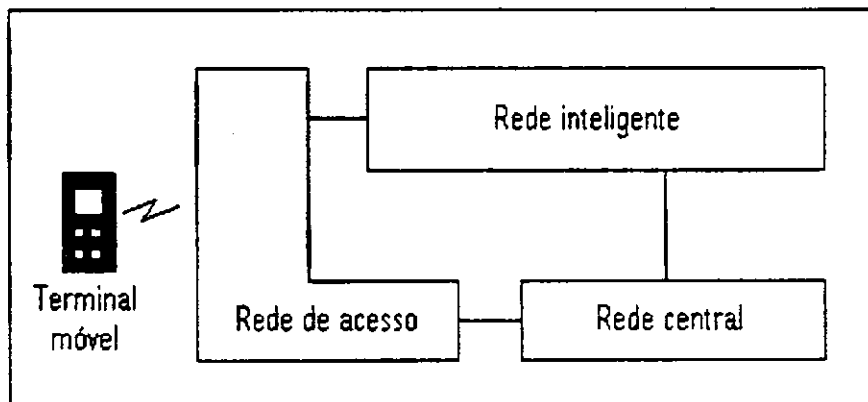 Rede inteligente
Terminal
móvel
Rede de acesso
Rede central